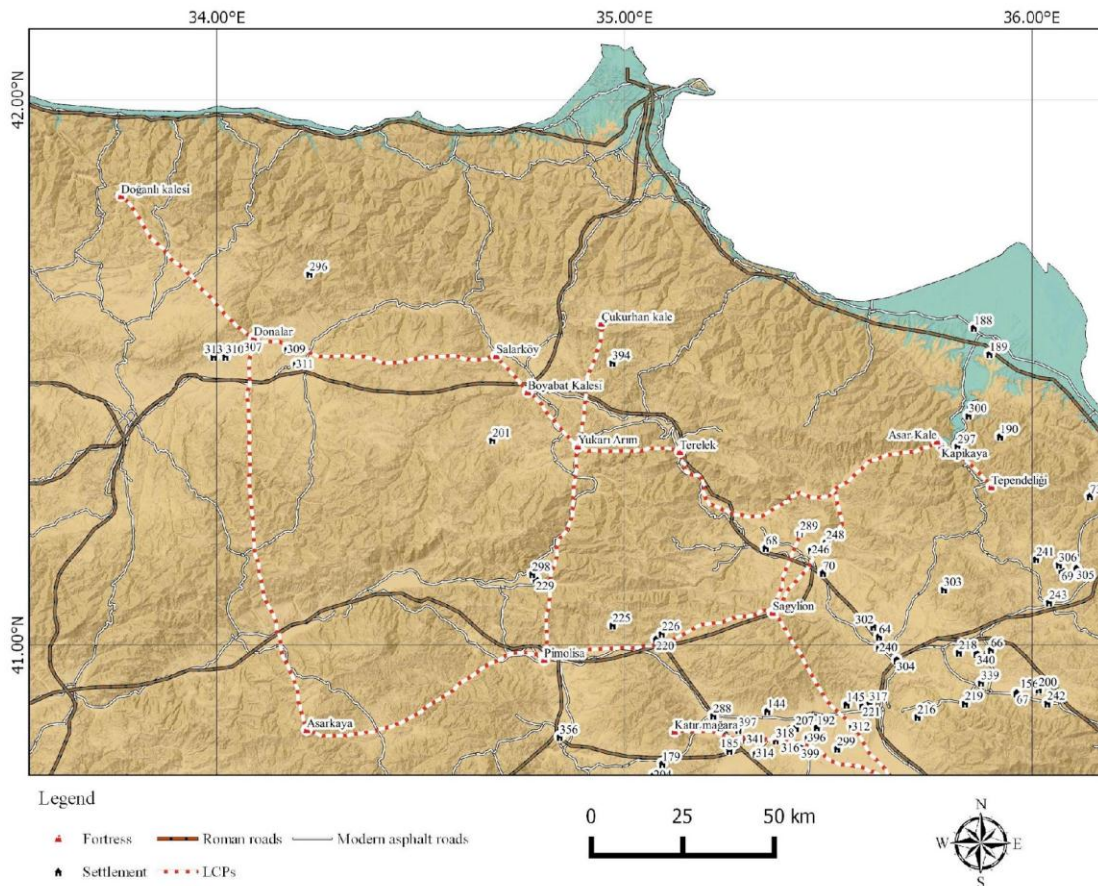 34.00°E 35.00°E 36.00°E
42.00°N
Doğanlı kalesi
296
Çukurhan kale
188
Donalar
313 310 307 309
Salarköy
189
311
394
Boyabat Kalesi
300
201
Yukarı Arım
Terelek
Asar Kale
297
190
Kapıkaya
Tependeliği
289
68
248
246
241
306
298
229
70
69
305
303
243
Sagylion
225
226
302
64
41.00°N
220
240
218
66
Pimolisa
304
340
339
156
200
67
242
145
317
219
Asarkaya
288
144
221
216
356
Katır mağara
397
207
192
312
341
318
396
185
314
316
399
299
179
Legend
0 25 50 km
N
W E
S
Fortress Roman roads Modern asphalt roads
Settlement LCPs